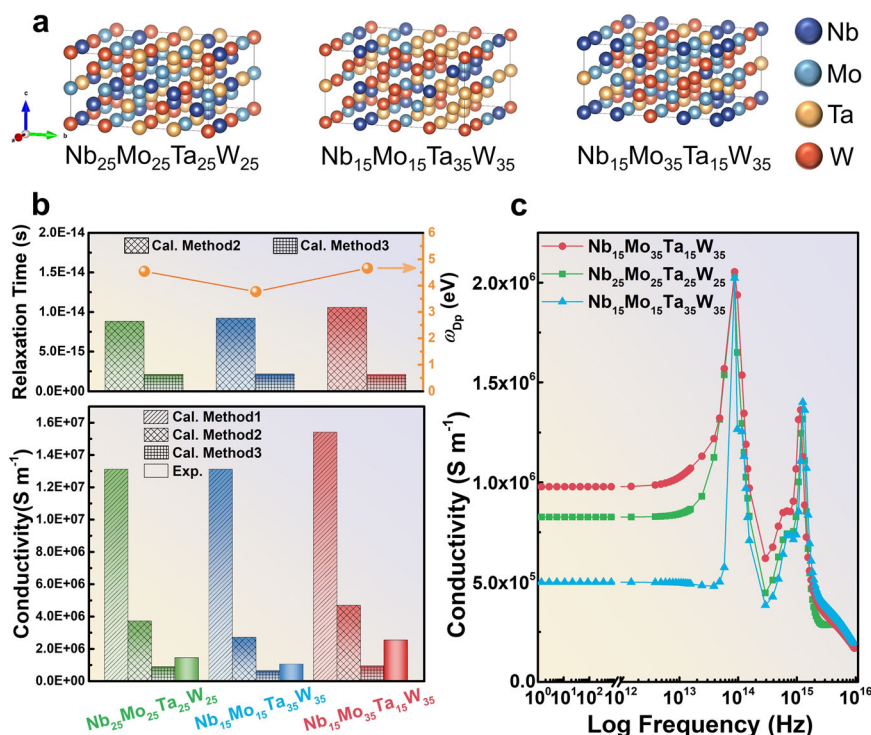 a
Nb
Mo
Ta
W
c
a
b
Nb₂₅Mo₂₅Ta₂₅W₂₅
Nb₁₅Mo₁₅Ta₃₅W₃₅
Nb₁₅Mo₃₅Ta₁₅W₃₅
b
Relaxation Time (s)
2.0E-14
1.5E-14
1.0E-14
5.0E-15
0.0E+00
Cal. Method2
Cal. Method3
6
5
4
3
2
1
0
ω_Dp (eV)
Conductivity(S m⁻¹)
1.6E+07
1.4E+07
1.2E+07
1.0E+07
8.0E+06
6.0E+06
4.0E+06
2.0E+06
0.0E+00
Cal. Method1
Cal. Method2
Cal. Method3
Exp.
Nb₂₅Mo₂₅Ta₂₅W₂₅
Nb₁₅Mo₁₅Ta₃₅W₃₅
Nb₁₅Mo₃₅Ta₁₅W₃₅
c
Conductivity (S m⁻¹)
2.0x10⁶
1.5x10⁶
1.0x10⁶
5.0x10⁵
0.0
Nb₁₅Mo₃₅Ta₁₅W₃₅
Nb₂₅Mo₂₅Ta₂₅W₂₅
Nb₁₅Mo₁₅Ta₃₅W₃₅
10⁰ 10¹ 10² 10¹² 10¹³ 10¹⁴ 10¹⁵ 10¹⁶
Log Frequency (Hz)